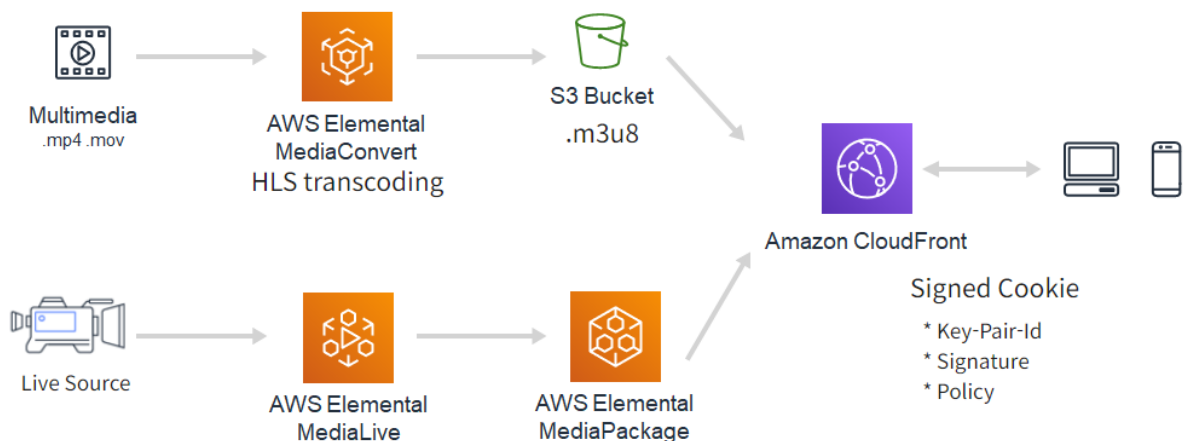 Multimedia
.mp4 .mov
AWS Elemental
MediaConvert
HLS transcoding
S3 Bucket
.m3u8
Amazon CloudFront
Signed Cookie
* Key-Pair-Id
* Signature
* Policy
Live Source
AWS Elemental
MediaLive
AWS Elemental
MediaPackage